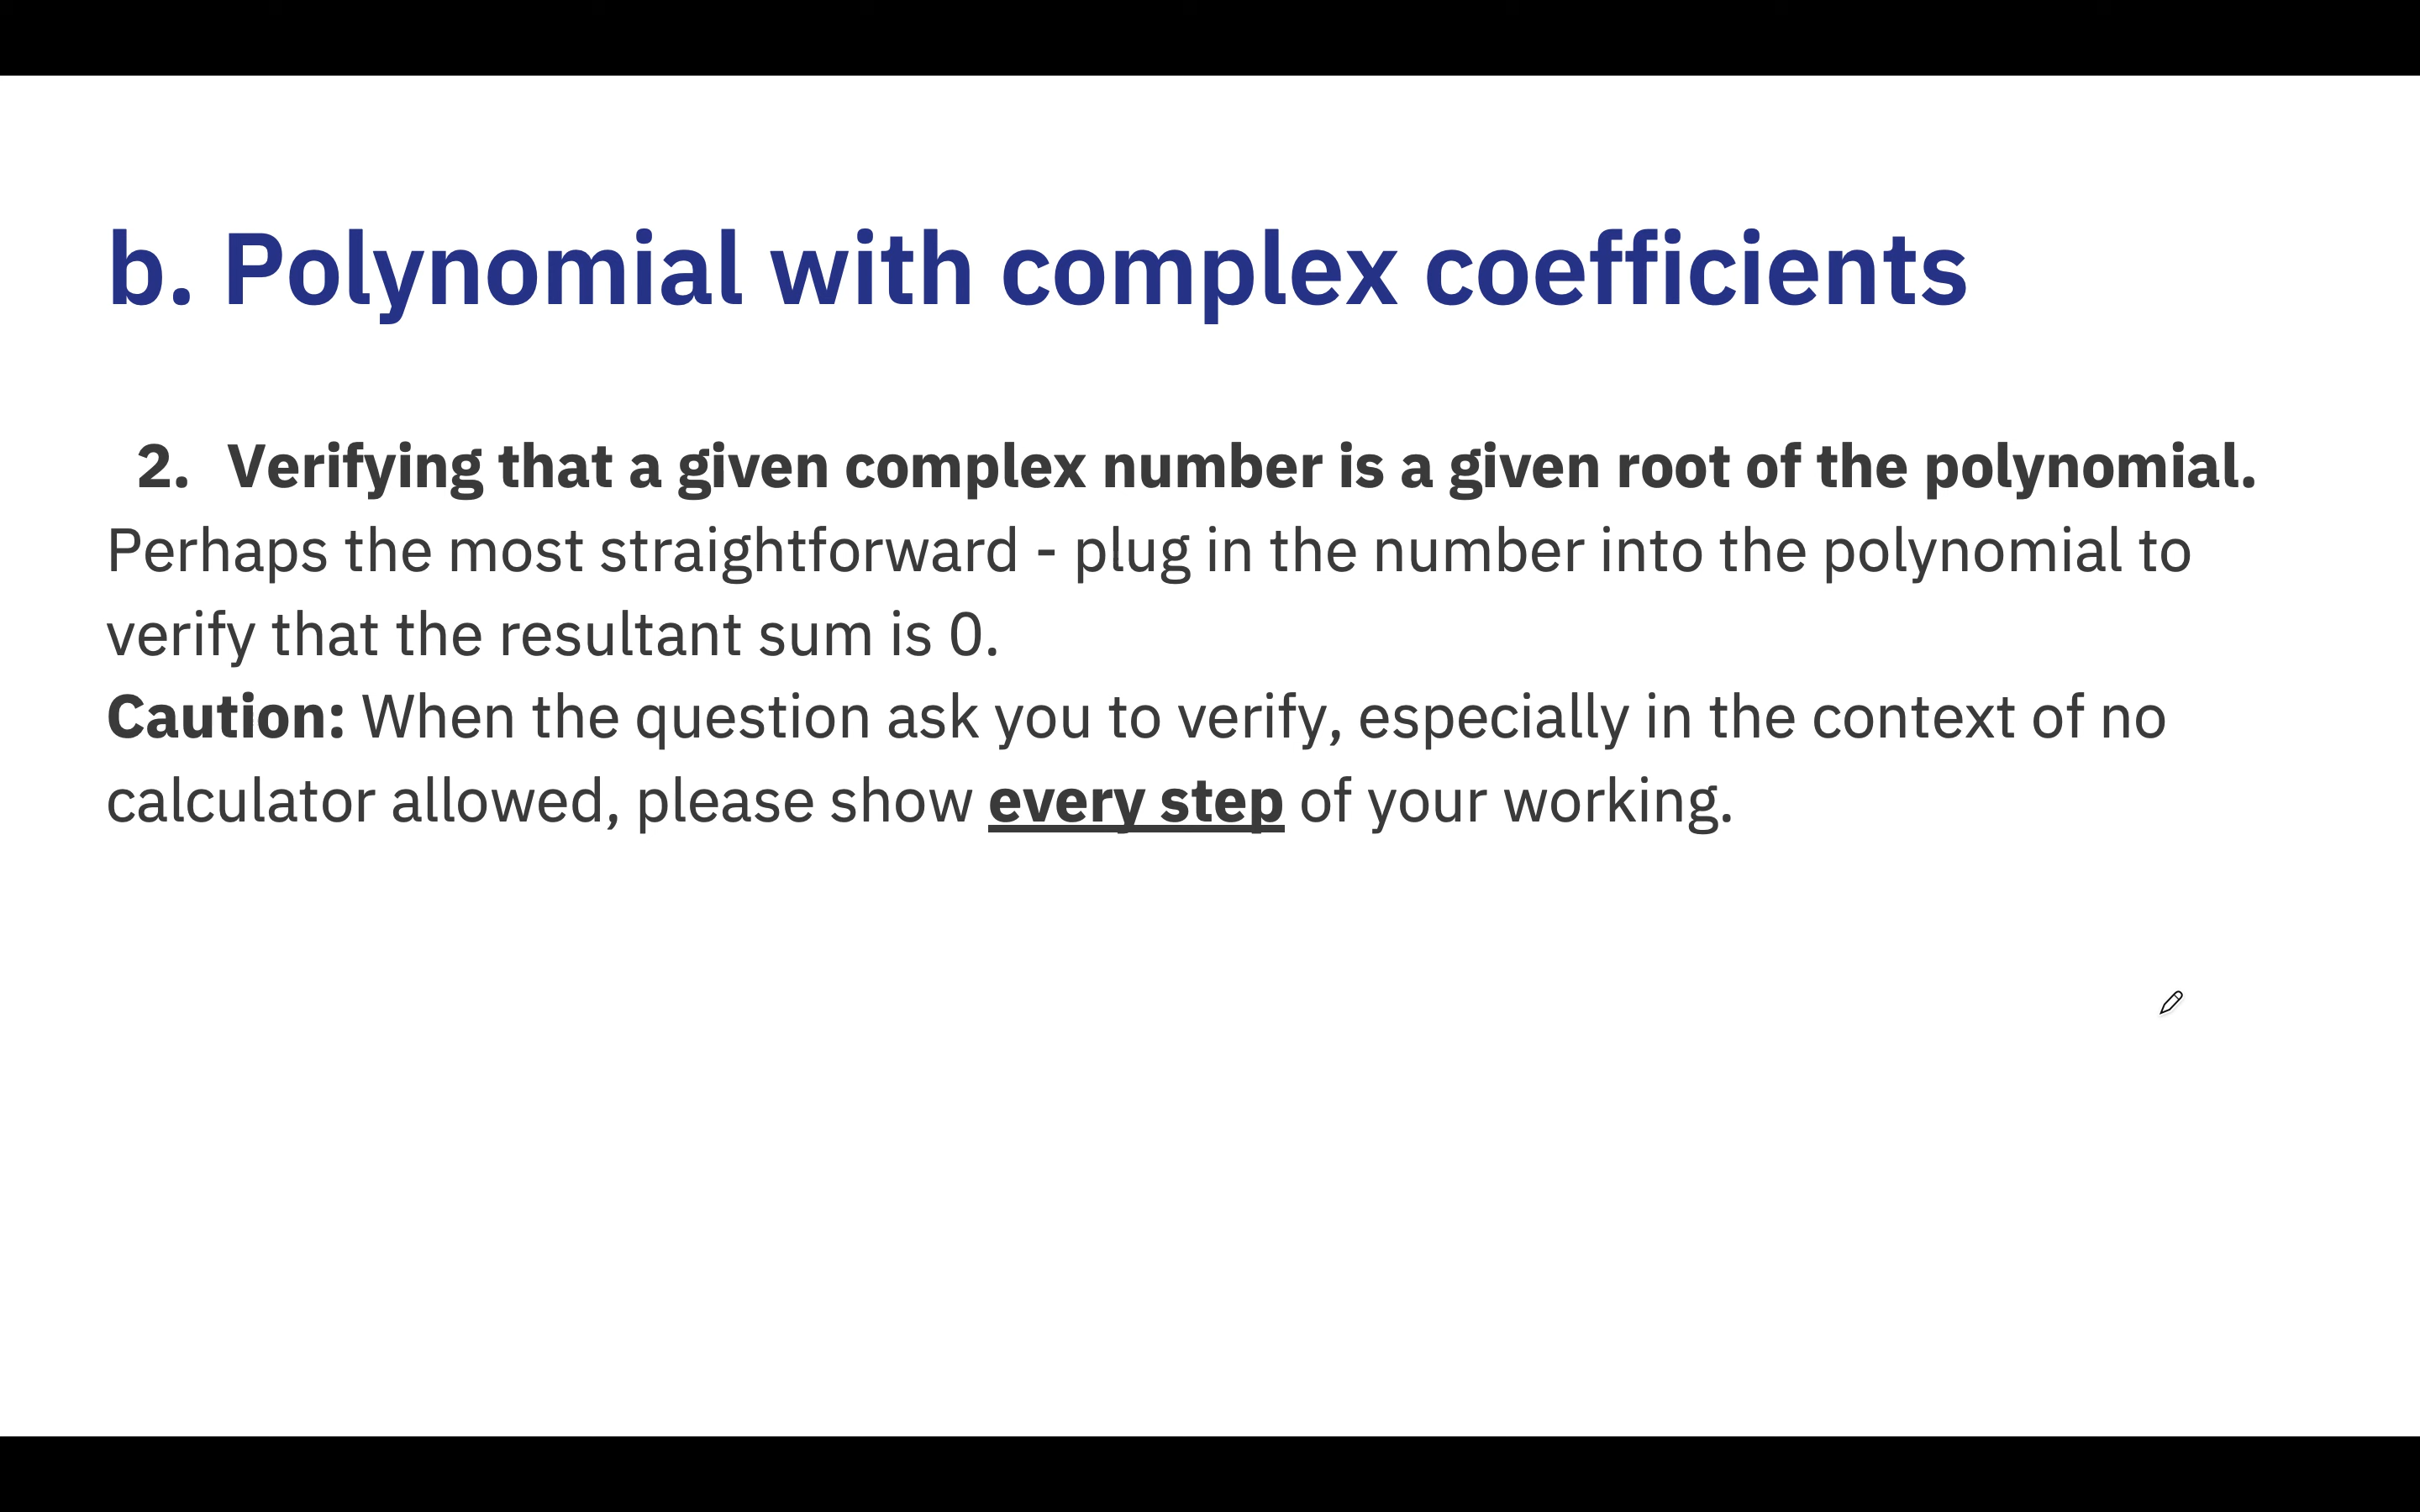 b. Polynomial with complex coefficients
2. Verifying that a given complex number is a given root of the polynomial.
Perhaps the most straightforward - plug in the number into the polynomial to
verify that the resultant sum is 0.
Caution: When the question ask you to verify, especially in the context of no
calculator allowed, please show every step of your working.